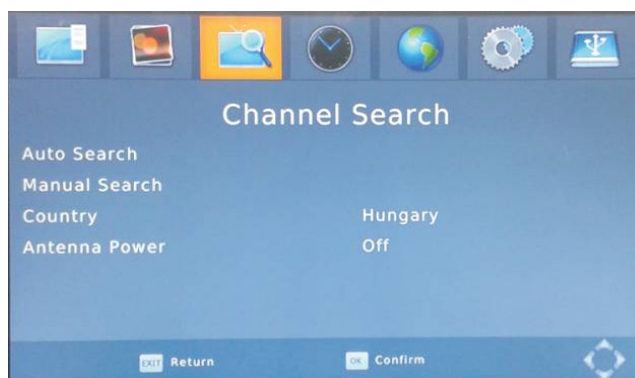 Channel Search
Auto Search
Manual Search
Country Hungary
Antenna Power Off
EXIT Return OK Confirm